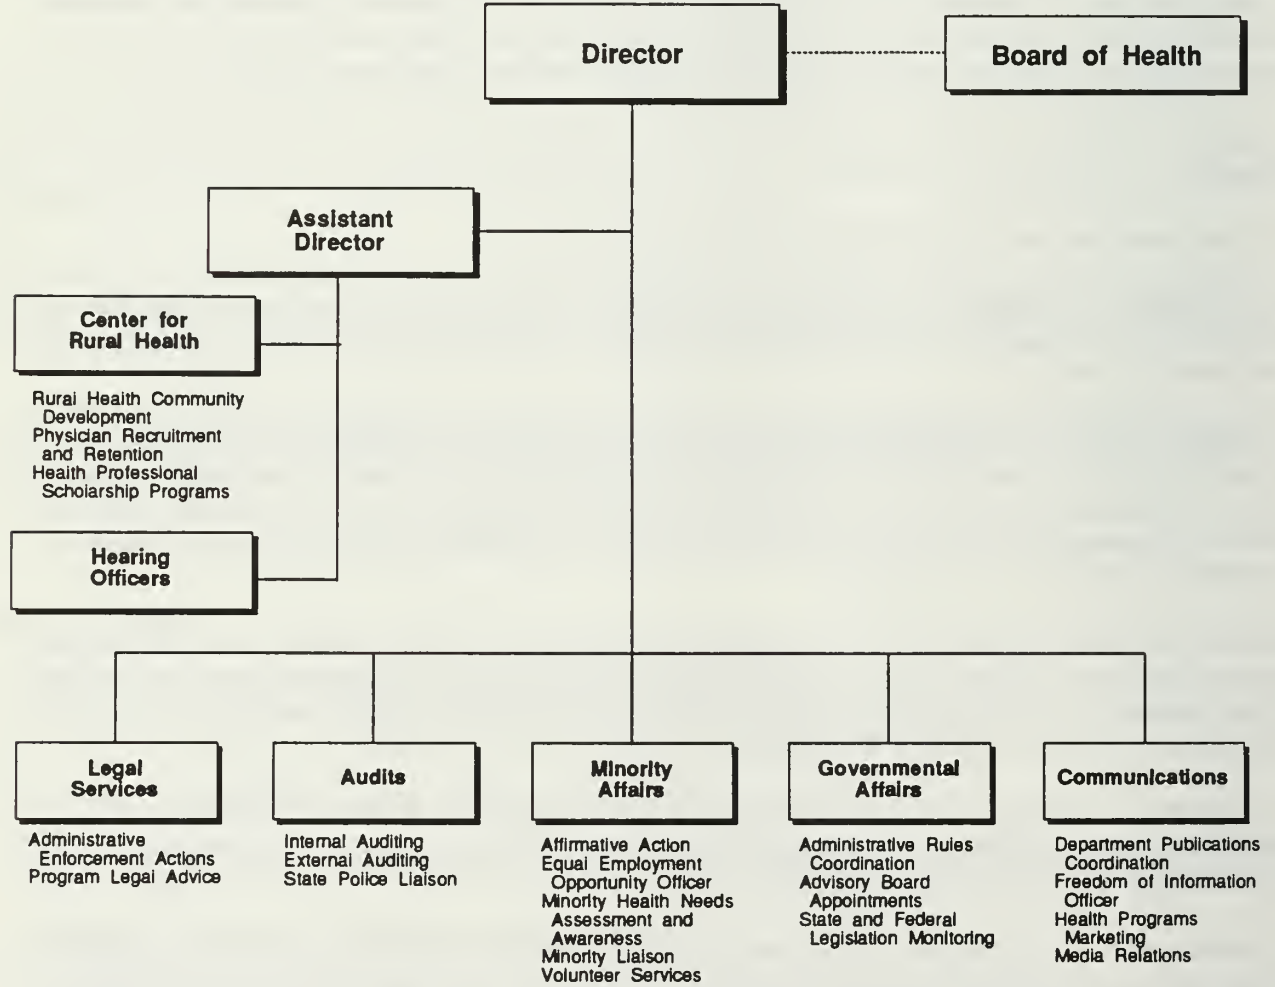 Director
Board of Health
Assistant
Director
Center for
Rural Health
Rural Health Community
Development
Physician Recruitment
and Retention
Health Professional
Scholarship Programs
Hearing
Officers
Legal
Services
Administrative
Enforcement Actions
Program Legal Advice
Audits
Internal Auditing
External Auditing
State Police Liaison
Minority
Affairs
Affirmative Action
Equal Employment
Opportunity Officer
Minority Health Needs
Assessment and
Awareness
Minority Liaison
Volunteer Services
Governmental
Affairs
Administrative Rules
Coordination
Advisory Board
Appointments
State and Federal
Legislation Monitoring
Communications
Department Publications
Coordination
Freedom of Information
Officer
Health Programs
Marketing
Media Relations